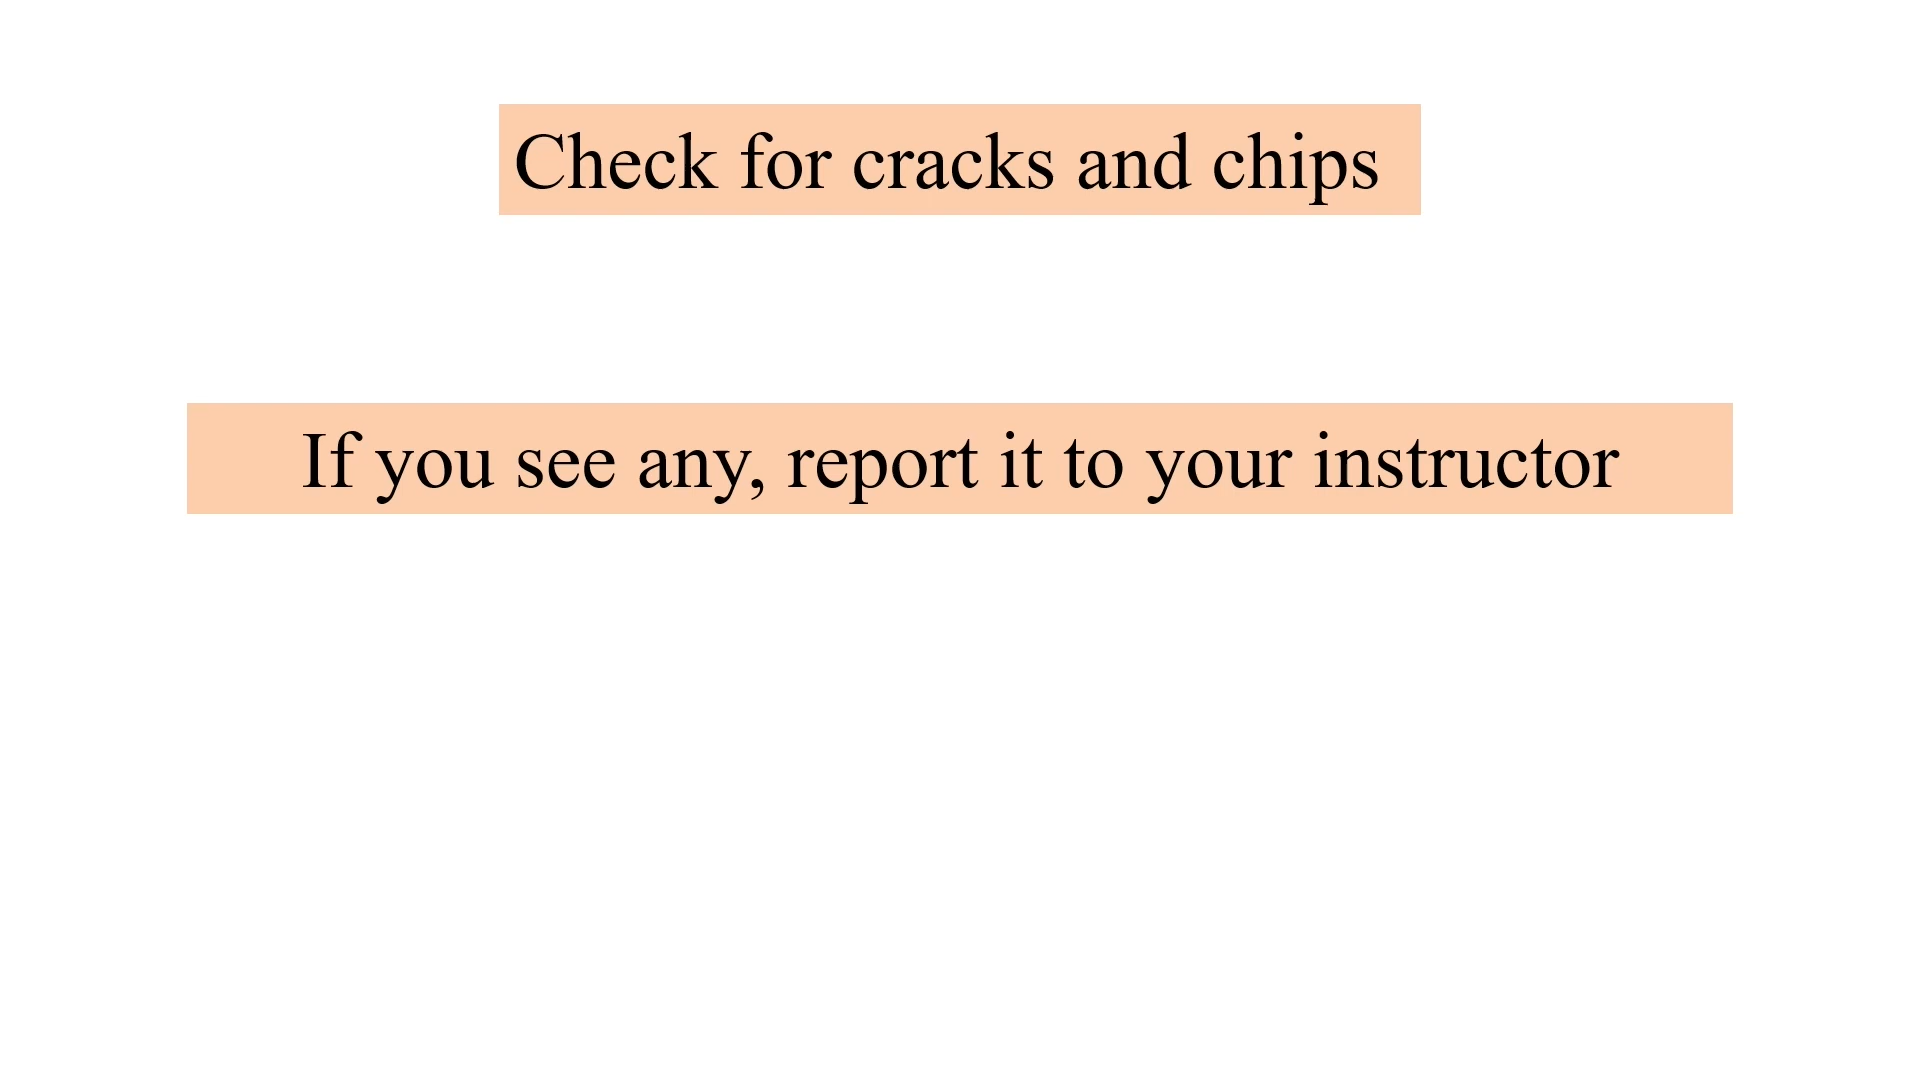 Check for cracks and chips
If you see any, report it to your instructor